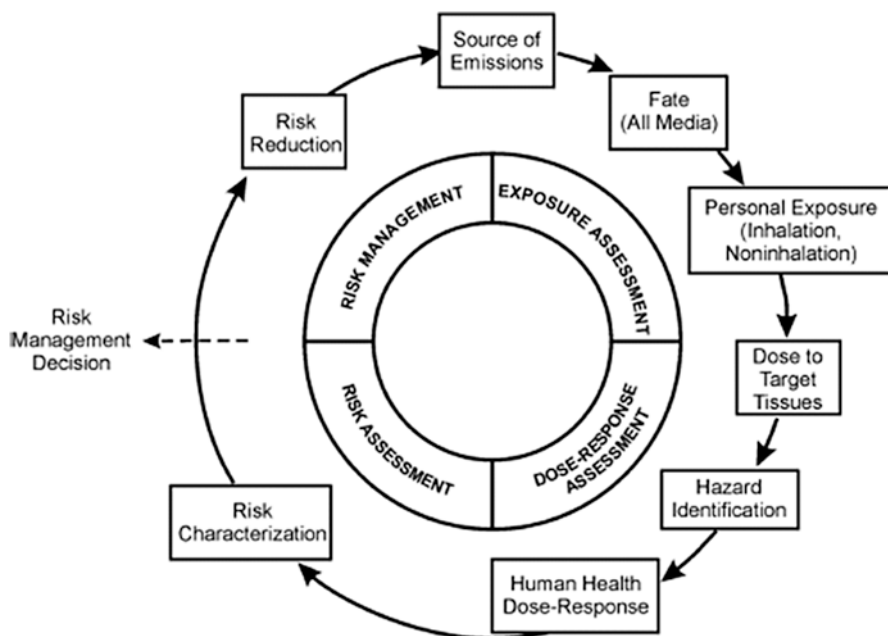 Source of
Emissions
Fate
(All Media)
Personal Exposure
(Inhalation,
Noninhalation)
Dose to
Target
Tissues
Hazard
Identification
Human Health
Dose-Response
Risk
Characterization
Risk
Management
Decision
Risk
Reduction
RISK MANAGEMENT
EXPOSURE ASSESSMENT
DOSE-RESPONSE
ASSESSMENT
RISK ASSESSMENT